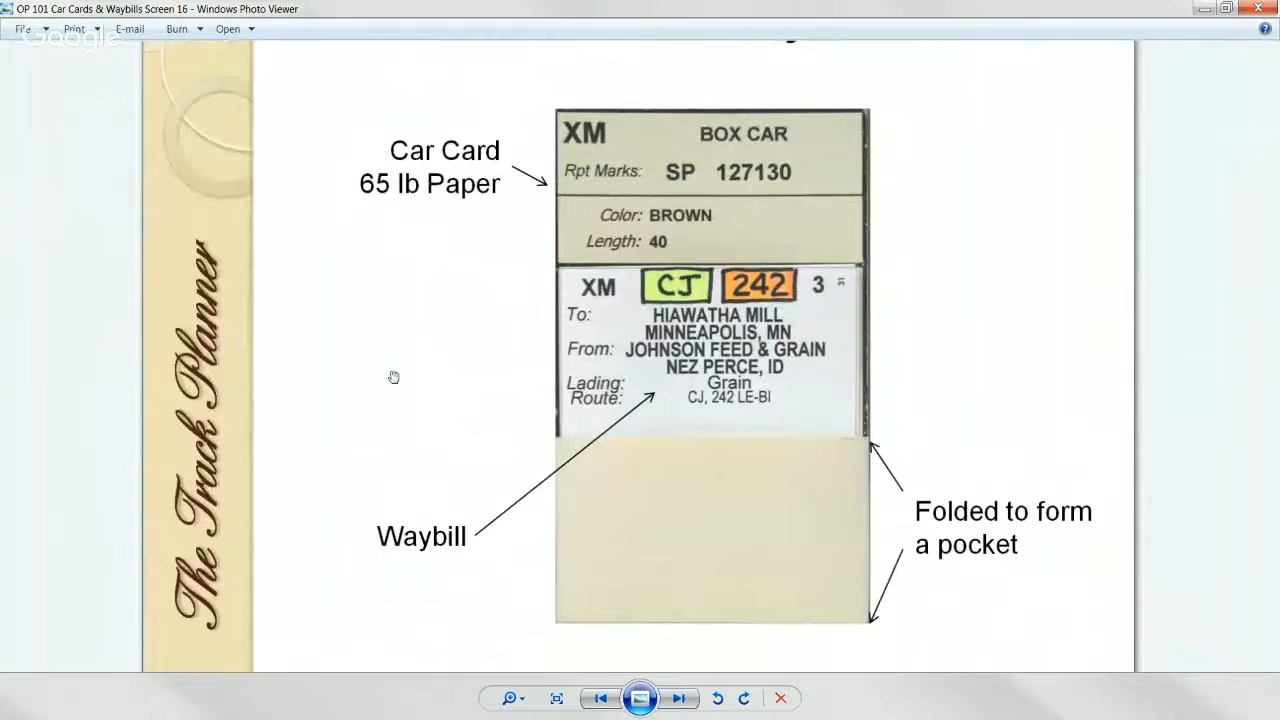 OP 101 Car Cards & Waybills Screen 16 - Windows Photo Viewer
File Print E-mail Burn Open
Google
The Track Planner
Car Card
65 lb Paper
XM BOX CAR
Rpt Marks: SP 127130
Color: BROWN
Length: 40
XM CJ 242 3
To: HIAWATHA MILL
MINNEAPOLIS, MN
From: JOHNSON FEED & GRAIN
NEZ PERCE, ID
Lading: Grain
Route: CJ, 242 LE-BI
Waybill
Folded to form
a pocket